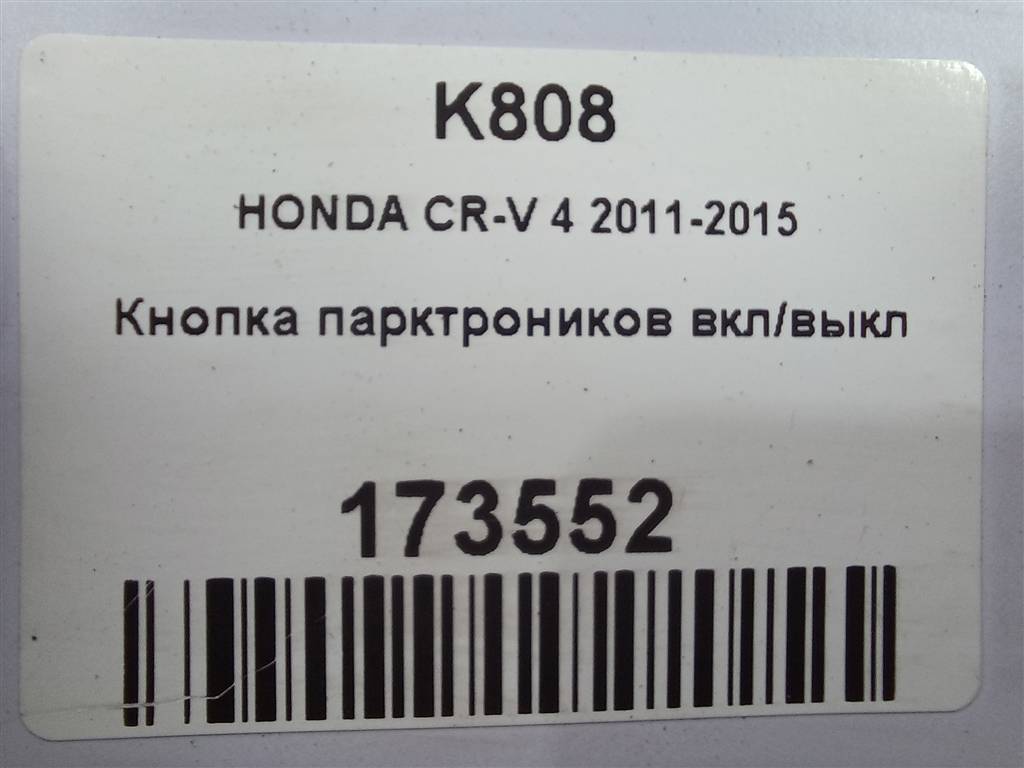 K808
HONDA CR-V 4 2011-2015
Кнопка парктроников вкл/выкл
173552